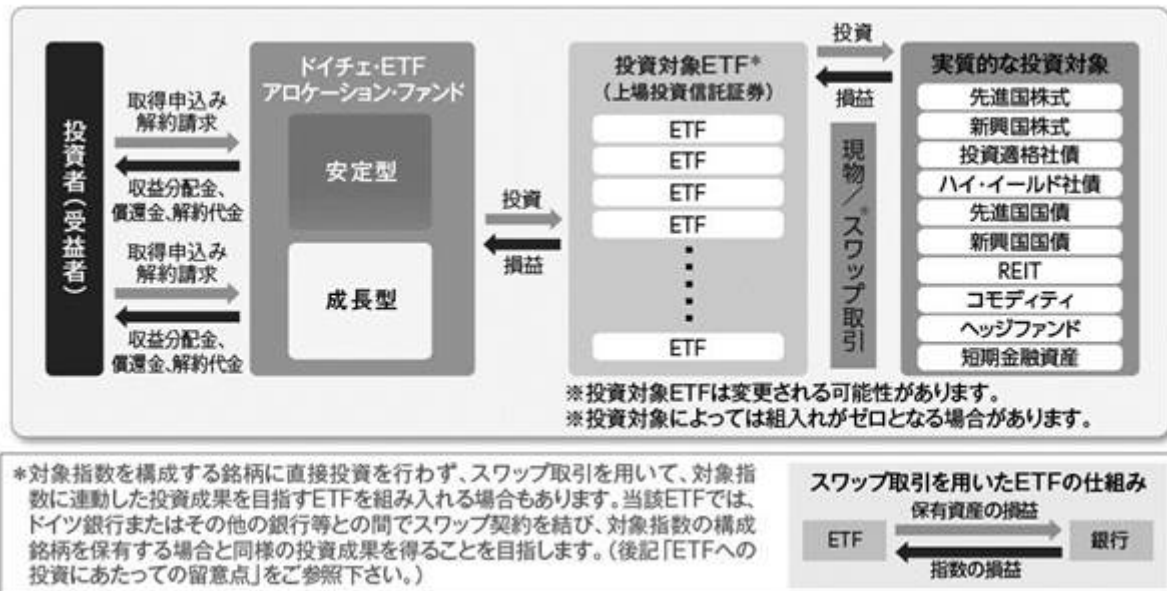 投資者（受益者）
取得申込み
解約請求
収益分配金、
償還金、解約代金
取得申込み
解約請求
収益分配金、
償還金、解約代金
ドイチェ・ETF
アロケーション・ファンド
安定型
成長型
投資
損益
投資対象ETF*
（上場投資信託証券）
ETF
ETF
ETF
ETF
ETF
投資
損益
現物／*スワップ取引
実質的な投資対象
先進国株式
新興国株式
投資適格社債
ハイ・イールド社債
先進国国債
新興国国債
REIT
コモディティ
ヘッジファンド
短期金融資産
※投資対象ETFは変更される可能性があります。
※投資対象によっては組入れがゼロとなる場合があります。
*対象指数を構成する銘柄に直接投資を行わず、スワップ取引を用いて、対象指
数に連動した投資成果を目指すETFを組み入れる場合もあります。当該ETFでは、
ドイツ銀行またはその他の銀行等との間でスワップ契約を結び、対象指数の構成
銘柄を保有する場合と同様の投資成果を得ることを目指します。（後記「ETFへの
投資にあたっての留意点」をご参照下さい。）
スワップ取引を用いたETFの仕組み
保有資産の損益
ETF
銀行
指数の損益